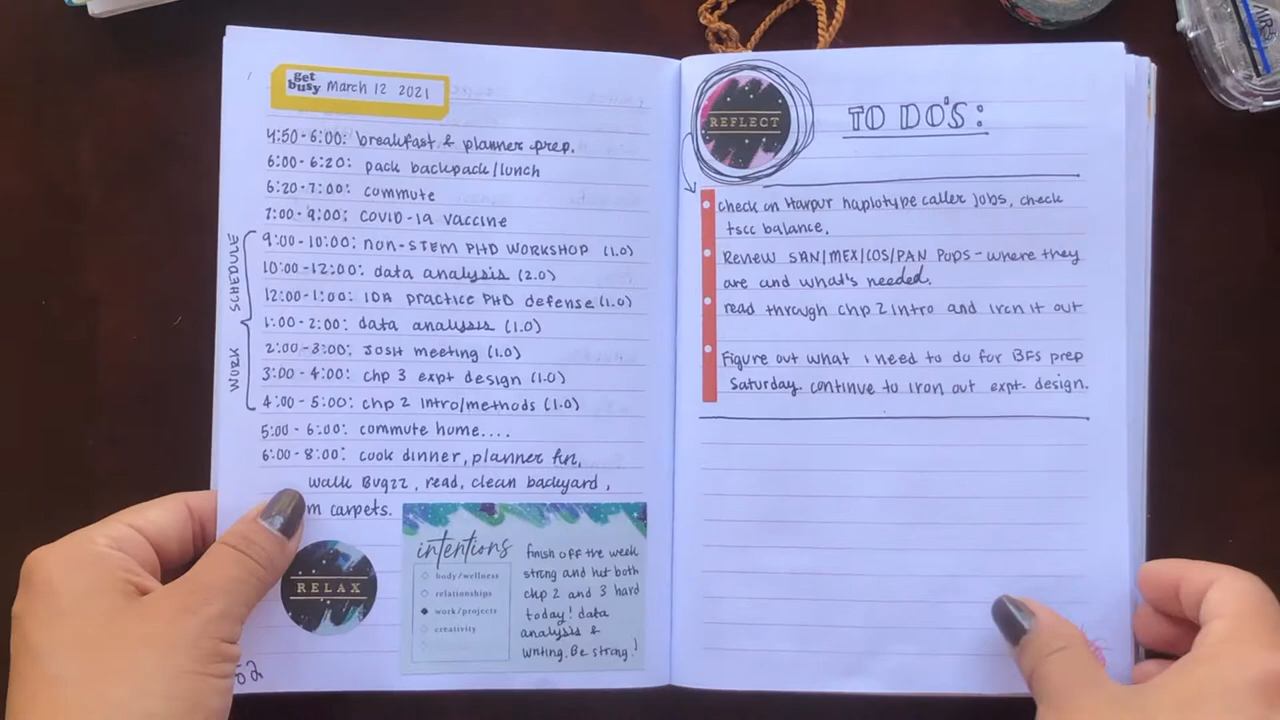 get busy March 12 2021
4:50-6:00: breakfast & planner prep.
6:00-6:20: pack backpack/lunch
6:20-7:00: commute
7:00-9:00: COVID-19 vaccine
9:00-10:00: non-STEM PHD WORKSHOP (1.0)
10:00-12:00: data analysis (2.0)
12:00-1:00: IDA practice PHD defense (1.0)
1:00-2:00: data analysis (1.0)
2:00-3:00: JOSH meeting (1.0)
3:00-4:00: chp 3 expt design (1.0)
4:00-5:00: chp 2 intro/methods (1.0)
WORK SCHEDULE
5:00-6:00: commute home....
6:00-8:00: cook dinner, planner fun,
walk Bugzz, read, clean backyard,
m carpets.
RELAX
intentions
body/wellness
relationships
work/projects
creativity
finish off the week
strong and hit both
chp 2 and 3 hard
today! data
analysis &
writing. Be strong!
62
REFLECT
TO DO'S:
check on Harpur haplotype caller jobs, check
tscc balance.
Review SAN/MEX/COS/PAN Pops - where they
are and what's needed.
read through chp 2 intro and iron it out
Figure out what i need to do for BFS prep
Saturday. continue to iron out expt. design.
AIR